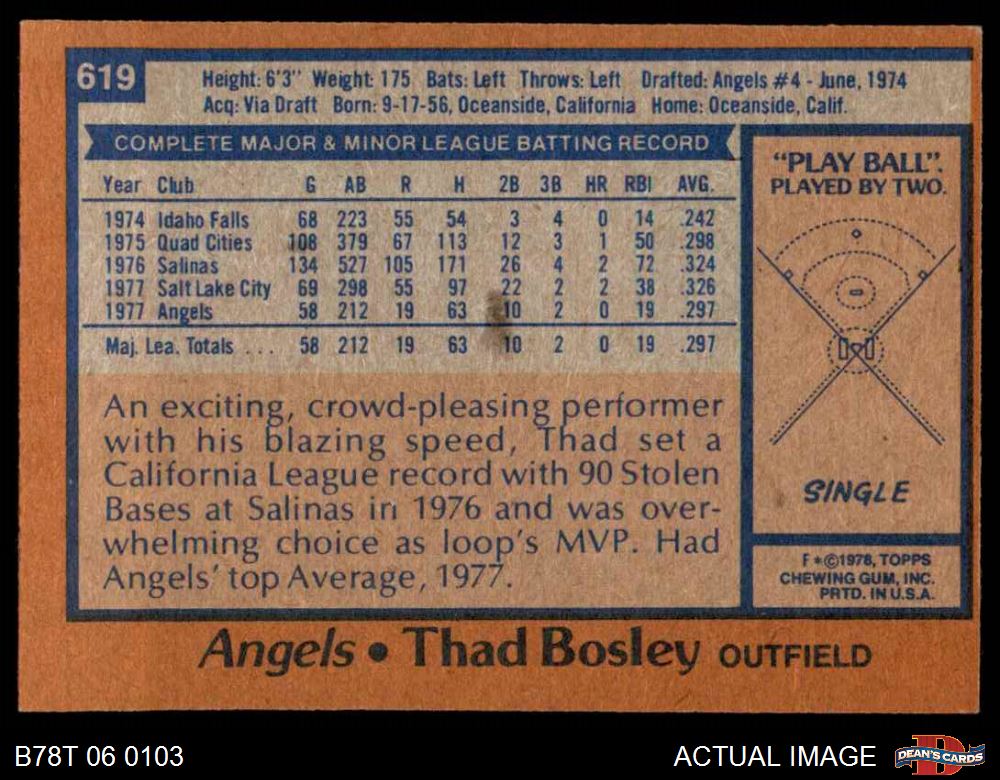 619
Height: 6'3" Weight: 175 Bats: Left Throws: Left Drafted: Angels #4 - June, 1974
Acq: Via Draft Born: 9-17-56, Oceanside, California Home: Oceanside, Calif.
COMPLETE MAJOR & MINOR LEAGUE BATTING RECORD
Year Club G AB R H 2B 3B HR RBI AVG.
1974 Idaho Falls 68 223 55 54 3 4 0 14 .242
1975 Quad Cities 108 379 67 113 12 3 1 50 .298
1976 Salinas 134 527 105 171 26 4 2 72 .324
1977 Salt Lake City 69 298 55 97 22 2 2 38 .326
1977 Angels 58 212 19 63 10 2 0 19 .297
Maj. Lea. Totals ... 58 212 19 63 10 2 0 19 .297
An exciting, crowd-pleasing performer
with his blazing speed, Thad set a
California League record with 90 Stolen
Bases at Salinas in 1976 and was over-
whelming choice as loop's MVP. Had
Angels' top Average, 1977.
"PLAY BALL".
PLAYED BY TWO.
SINGLE
F*©1978, TOPPS
CHEWING GUM, INC.
PRTD. IN U.S.A.
Angels • Thad Bosley OUTFIELD
B78T 06 0103
ACTUAL IMAGE
D
DEAN'S CARDS